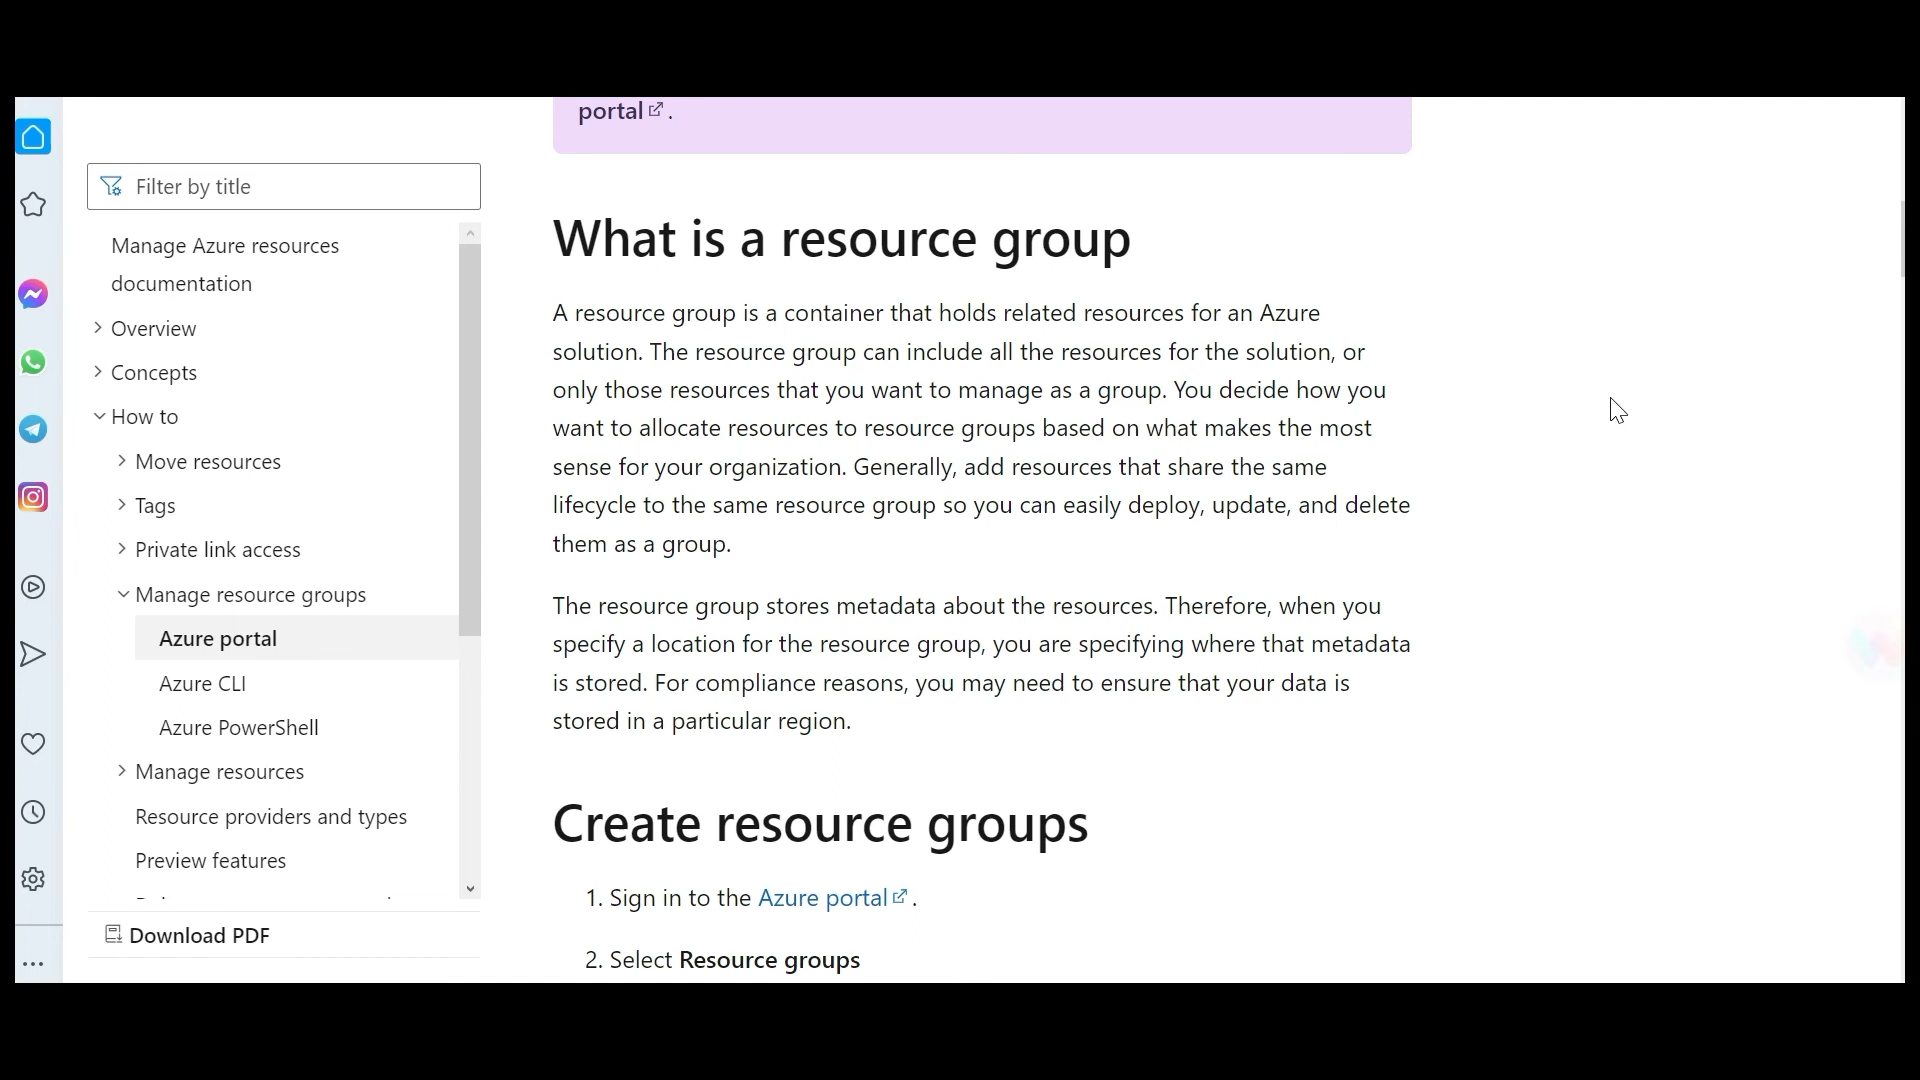 portal .
Filter by title
Manage Azure resources
documentation
Overview
Concepts
How to
Move resources
Tags
Private link access
Manage resource groups
Azure portal
Azure CLI
Azure PowerShell
Manage resources
Resource providers and types
Preview features
Download PDF
What is a resource group
A resource group is a container that holds related resources for an Azure
solution. The resource group can include all the resources for the solution, or
only those resources that you want to manage as a group. You decide how you
want to allocate resources to resource groups based on what makes the most
sense for your organization. Generally, add resources that share the same
lifecycle to the same resource group so you can easily deploy, update, and delete
them as a group.
The resource group stores metadata about the resources. Therefore, when you
specify a location for the resource group, you are specifying where that metadata
is stored. For compliance reasons, you may need to ensure that your data is
stored in a particular region.
Create resource groups
1. Sign in to the Azure portal .
2. Select Resource groups